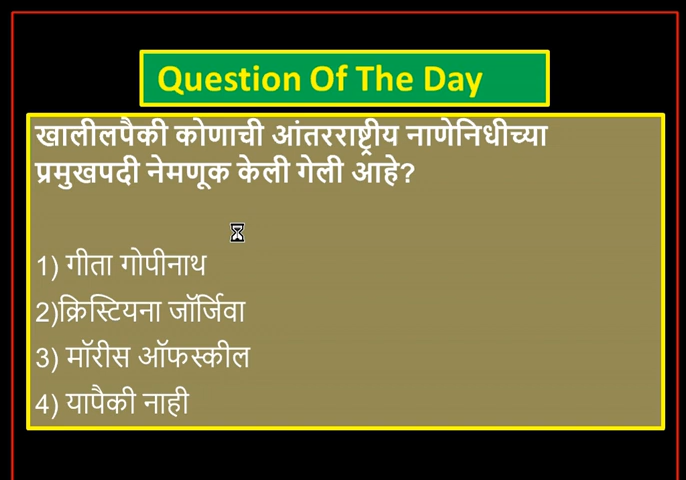 Question Of The Day
खालीलपैकी कोणाची आंतरराष्ट्रीय नाणेनिधीच्या
प्रमुखपदी नेमणूक केली गेली आहे?
1) गीता गोपीनाथ
2)क्रिस्टियना जॉर्जिवा
3) मॉरीस ऑफस्कील
4) यापैकी नाही